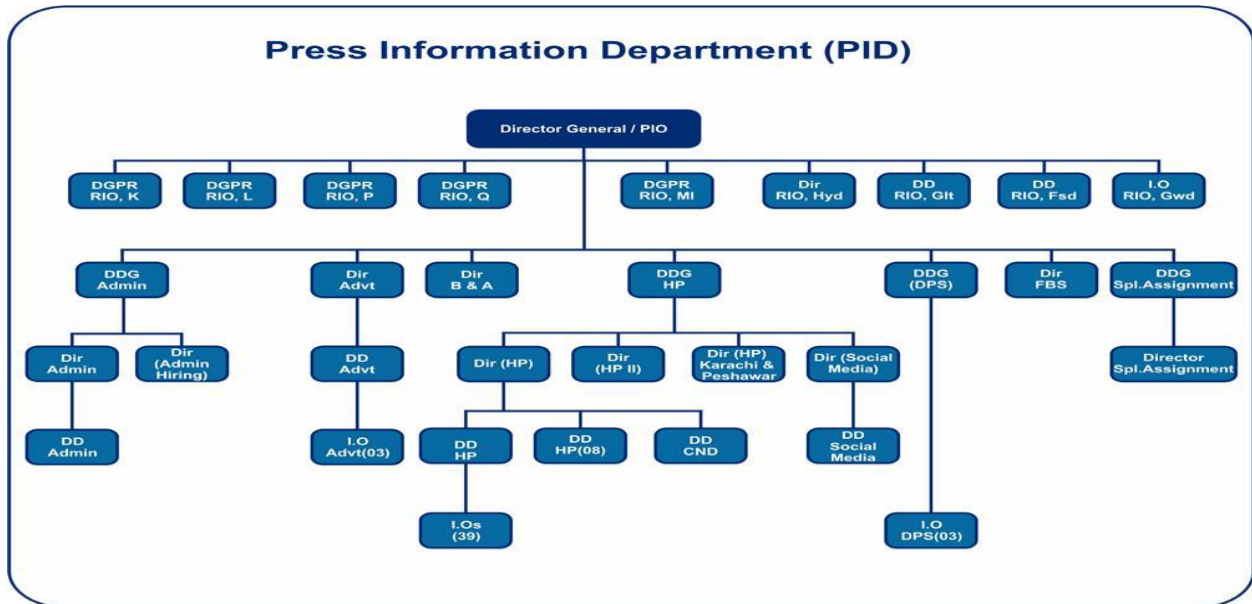 Press Information Department (PID)
Director General / PIO
DGPR
RIO, K
DGPR
RIO, L
DGPR
RIO, P
DGPR
RIO, Q
DGPR
RIO, Ml
Dir
RIO, Hyd
DD
RIO, Glt
DD
RIO, Fsd
I.O
RIO, Gwd
DDG
Admin
Dir
Advt
Dir
B & A
DDG
HP
DDG
(DPS)
Dir
FBS
DDG
Spl.Assignment
Dir
Admin
Dir
(Admin
Hiring)
DD
Advt
Dir (HP)
Dir
(HP II)
Dir (HP)
Karachi &
Peshawar
Dir (Social
Media)
Director
Spl.Assignment
DD
Admin
I.O
Advt(03)
DD
HP
DD
HP(08)
DD
CND
DD
Social
Media
I.Os
(39)
I.O
DPS(03)